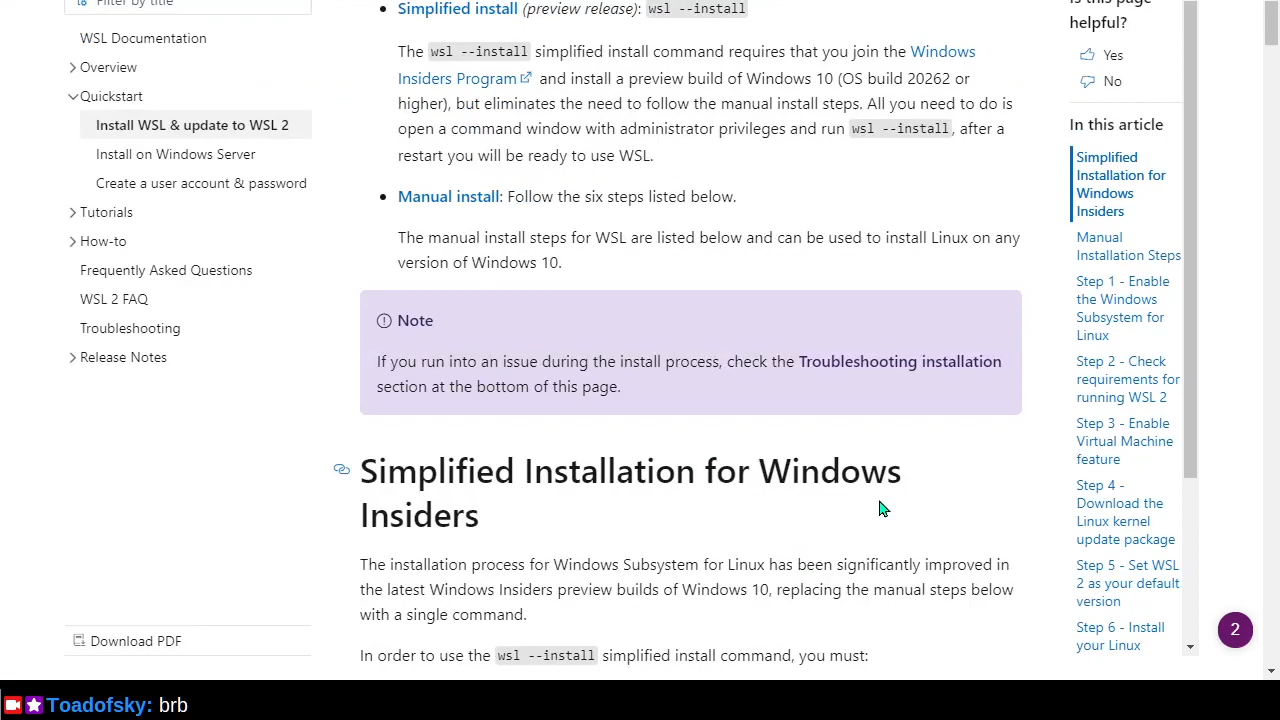 Filter by title
WSL Documentation
Overview
Quickstart
Install WSL & update to WSL 2
Install on Windows Server
Create a user account & password
Tutorials
How-to
Frequently Asked Questions
WSL 2 FAQ
Troubleshooting
Release Notes
Download PDF
Simplified install (preview release): wsl --install
The wsl --install simplified install command requires that you join the Windows
Insiders Program and install a preview build of Windows 10 (OS build 20262 or
higher), but eliminates the need to follow the manual install steps. All you need to do is
open a command window with administrator privileges and run wsl --install, after a
restart you will be ready to use WSL.
Manual install: Follow the six steps listed below.
The manual install steps for WSL are listed below and can be used to install Linux on any
version of Windows 10.
Note
If you run into an issue during the install process, check the Troubleshooting installation
section at the bottom of this page.
Simplified Installation for Windows
Insiders
The installation process for Windows Subsystem for Linux has been significantly improved in
the latest Windows Insiders preview builds of Windows 10, replacing the manual steps below
with a single command.
In order to use the wsl --install simplified install command, you must:
Is this page
helpful?
Yes
No
In this article
Simplified
Installation for
Windows
Insiders
Manual
Installation Steps
Step 1 - Enable
the Windows
Subsystem for
Linux
Step 2 - Check
requirements for
running WSL 2
Step 3 - Enable
Virtual Machine
feature
Step 4 -
Download the
Linux kernel
update package
Step 5 - Set WSL
2 as your default
version
Step 6 - Install
your Linux
2
Toadofsky: brb